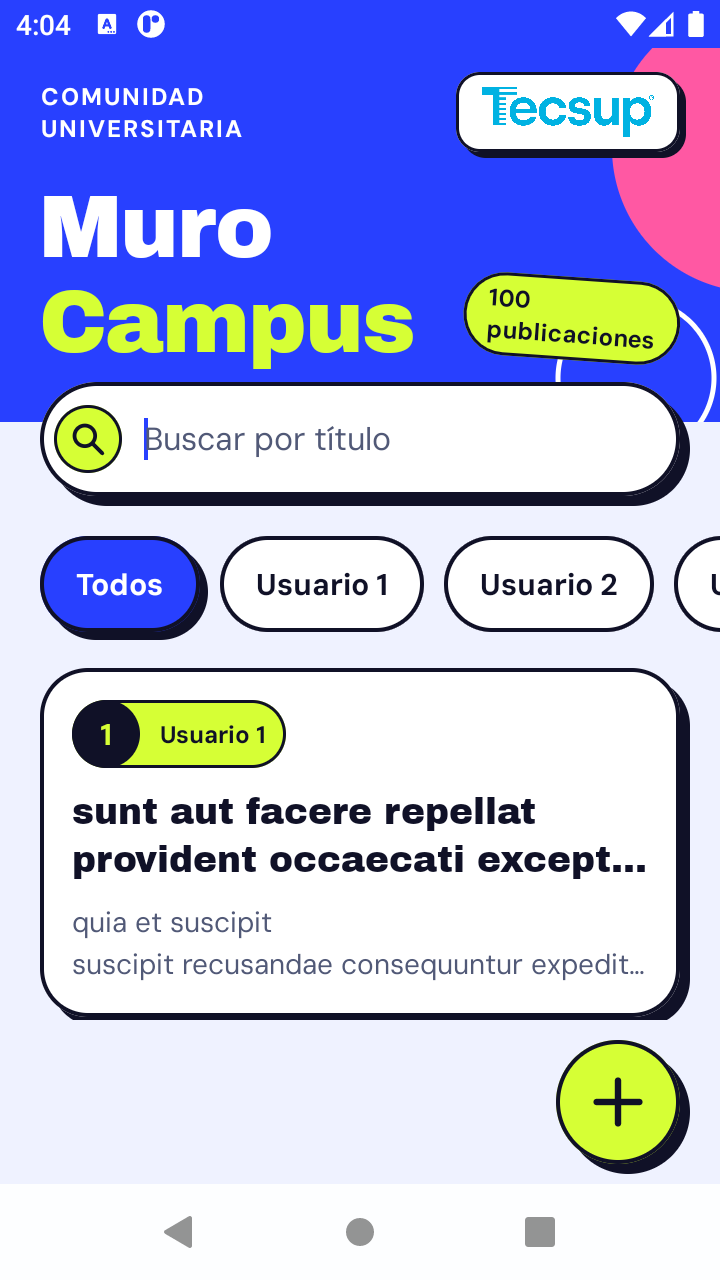 4:04
COMUNIDAD
UNIVERSITARIA
Tecsup
Muro
Campus
100
publicaciones
Buscar por título
Todos
Usuario 1
Usuario 2
1
Usuario 1
sunt aut facere repellat
provident occaecati except...
quia et suscipit
suscipit recusandae consequuntur expedit...